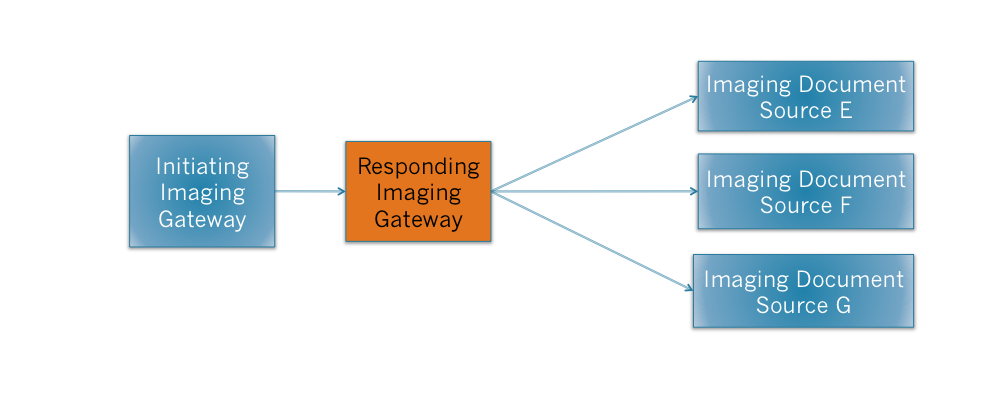 Initiating
Imaging
Gateway
Responding
Imaging
Gateway
Imaging Document
Source E
Imaging Document
Source F
Imaging Document
Source G